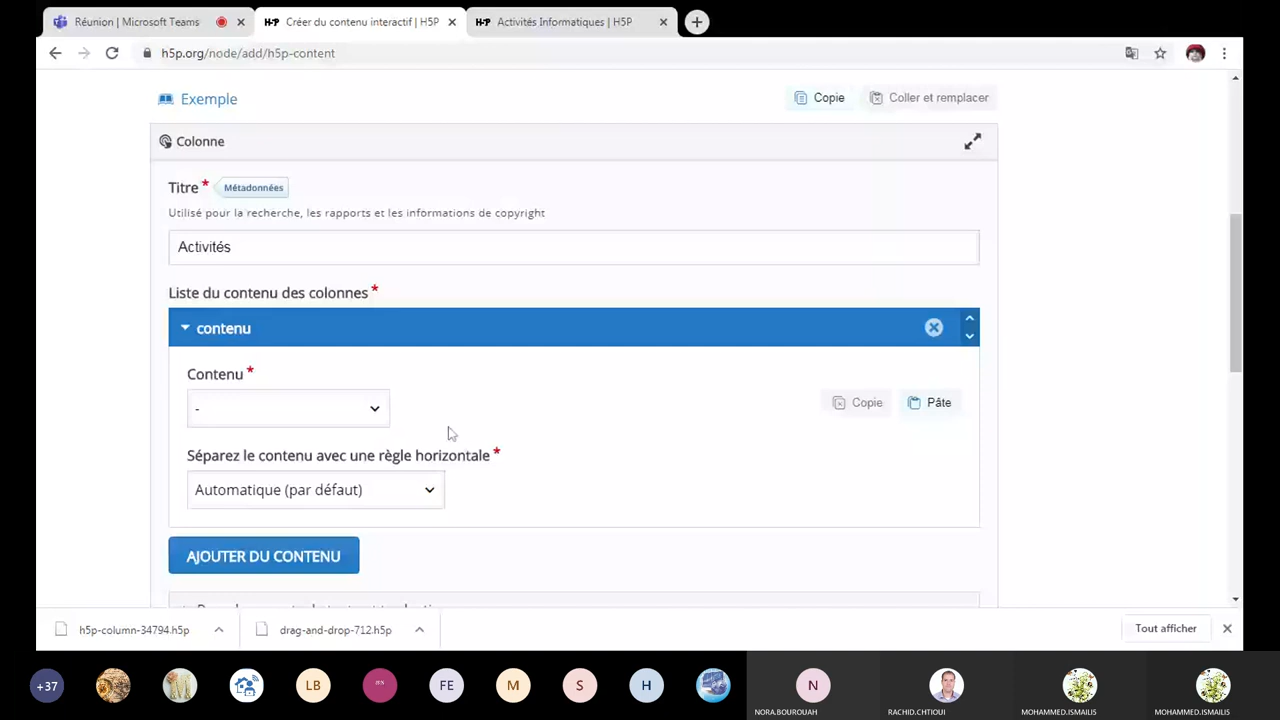 Réunion | Microsoft Teams
H-P Créer du contenu interactif | H5P
H-P Activités Informatiques | H5P
h5p.org/node/add/h5p-content
Exemple
Copie
Coller et remplacer
Colonne
Titre *
Métadonnées
Utilisé pour la recherche, les rapports et les informations de copyright
Activités
Liste du contenu des colonnes *
contenu
Contenu *
-
Copie
Pâte
Séparez le contenu avec une règle horizontale *
Automatique (par défaut)
AJOUTER DU CONTENU
h5p-column-34794.h5p
drag-and-drop-712.h5p
Tout afficher
+37
LB
FE
M
S
H
N
NORA.BOUROUAH
RACHID.CHTIOUI
MOHAMMED.ISMAILIS
MOHAMMED.ISMAILIS